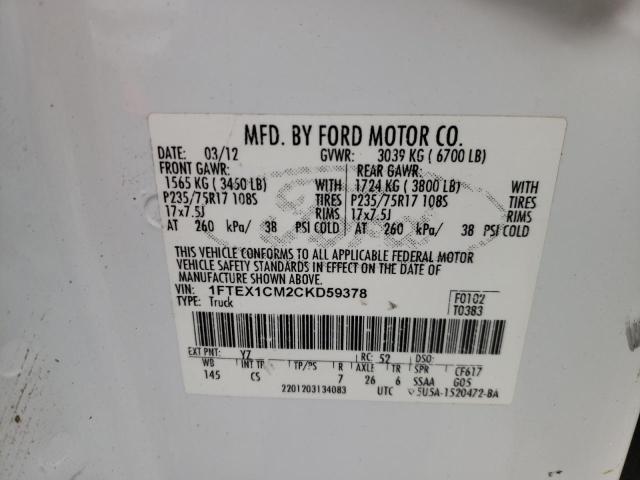 MFD. BY FORD MOTOR CO.
DATE: 03/12 GVWR: 3039 KG ( 6700 LB)
FRONT GAWR: REAR GAWR:
1565 KG ( 3450 LB) WITH 1724 KG ( 3800 LB) WITH
P235/75R17 108S TIRES P235/75R17 108S TIRES
17x7.5J RIMS 17x7.5J RIMS
AT 260 kPa/ 38 PSI COLD AT 260 kPa/ 38 PSI COLD
THIS VEHICLE CONFORMS TO ALL APPLICABLE FEDERAL MOTOR
VEHICLE SAFETY STANDARDS IN EFFECT ON THE DATE OF
MANUFACTURE SHOWN ABOVE.
VIN: 1FTEX1CM2CKD59378 F0102
TYPE: Truck T0383
EXT PNT: YZ RC: 52 DSO:
WB INT TR TP/PS R AXLE TR SPR CF617
145 CS 7 26 6 SSAA G05
2201203134083 UTC 5U5A-1520472-BA